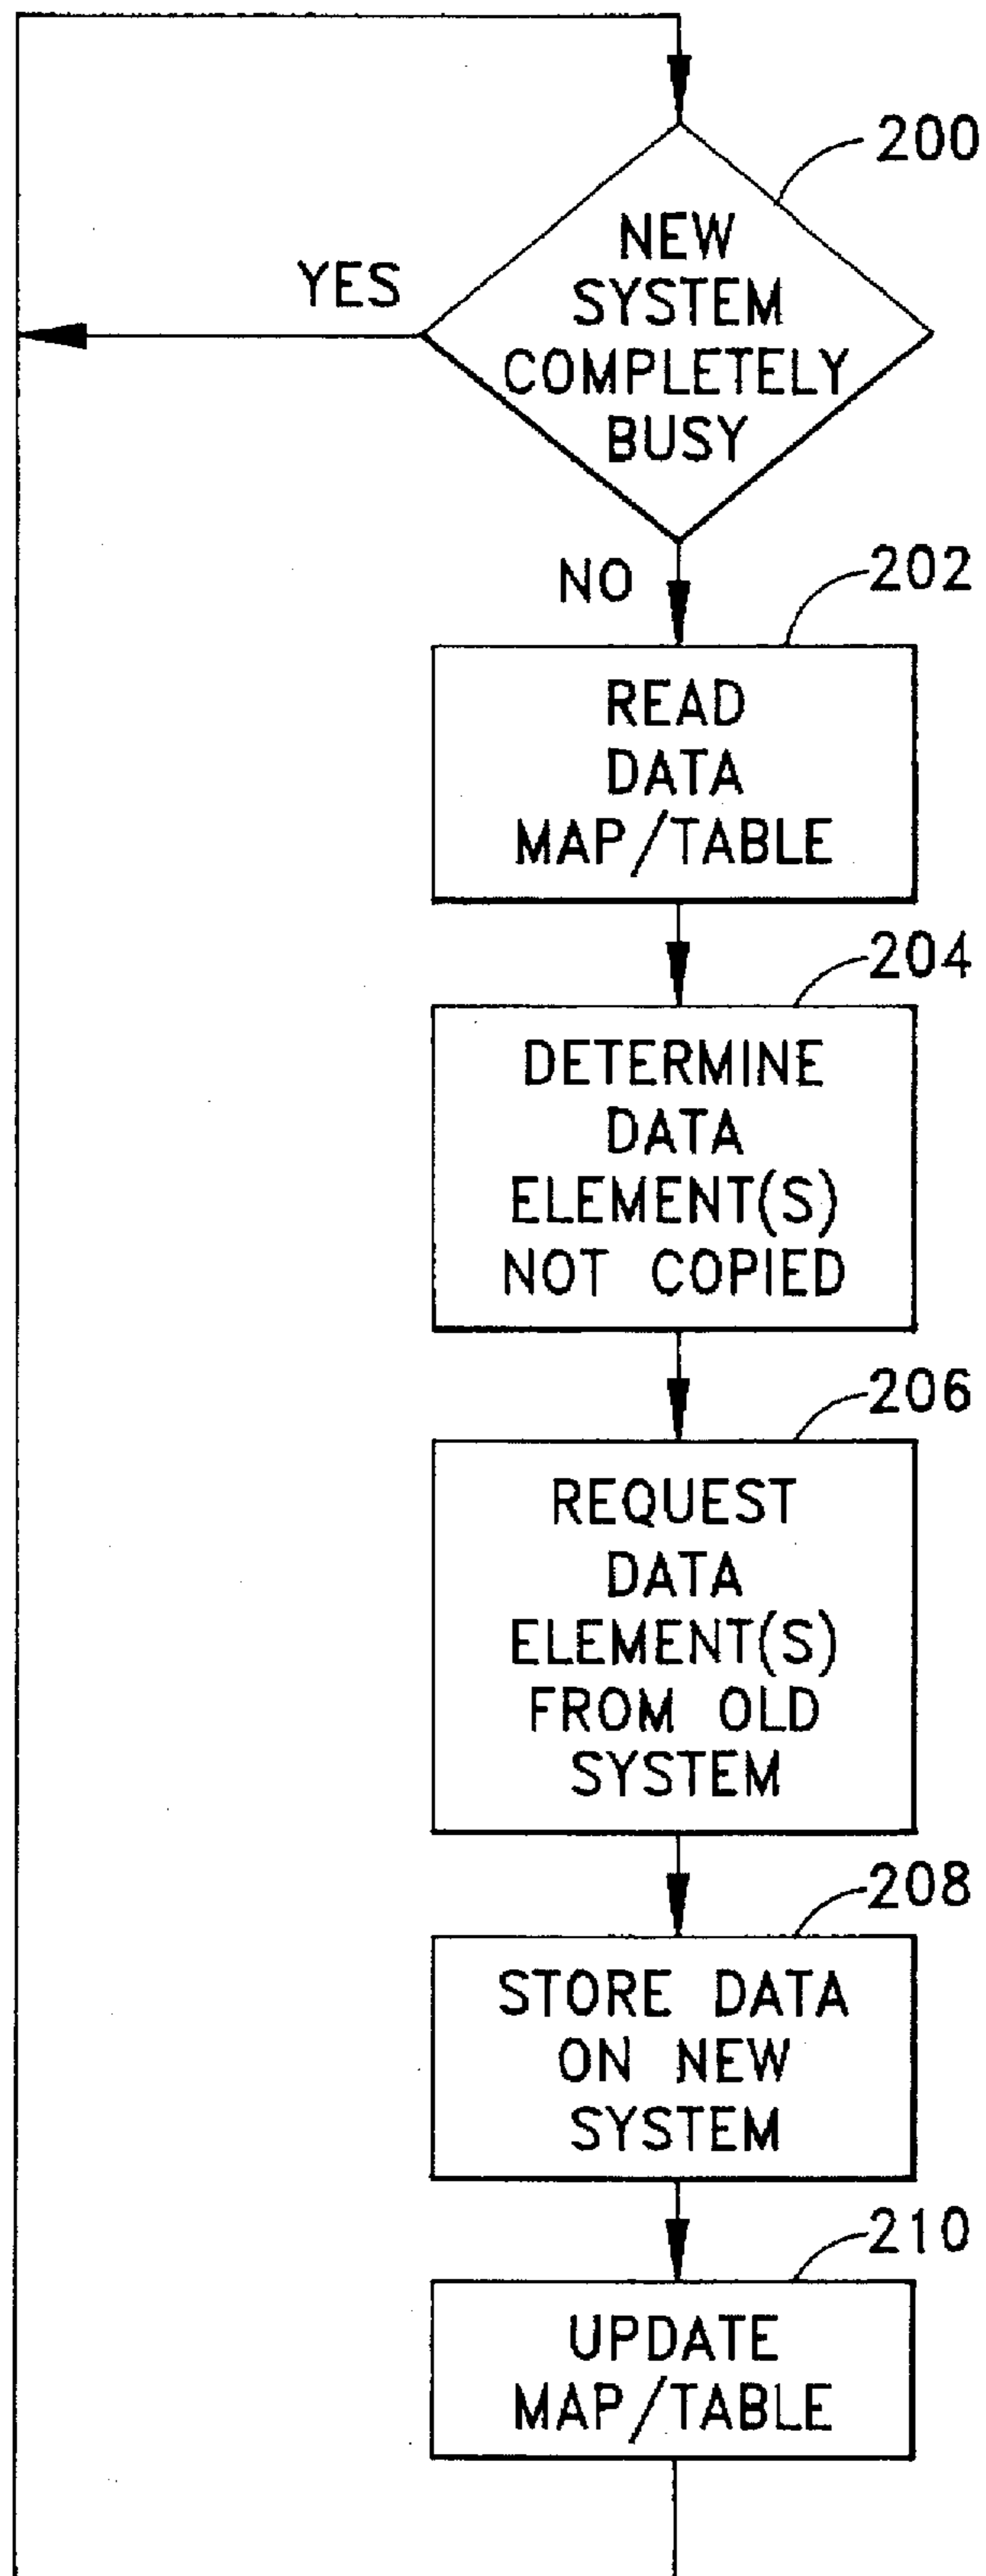 200
NEW
SYSTEM
COMPLETELY
BUSY
YES
NO
202
READ
DATA
MAP/TABLE
204
DETERMINE
DATA
ELEMENT(S)
NOT COPIED
206
REQUEST
DATA
ELEMENT(S)
FROM OLD
SYSTEM
208
STORE DATA
ON NEW
SYSTEM
210
UPDATE
MAP/TABLE